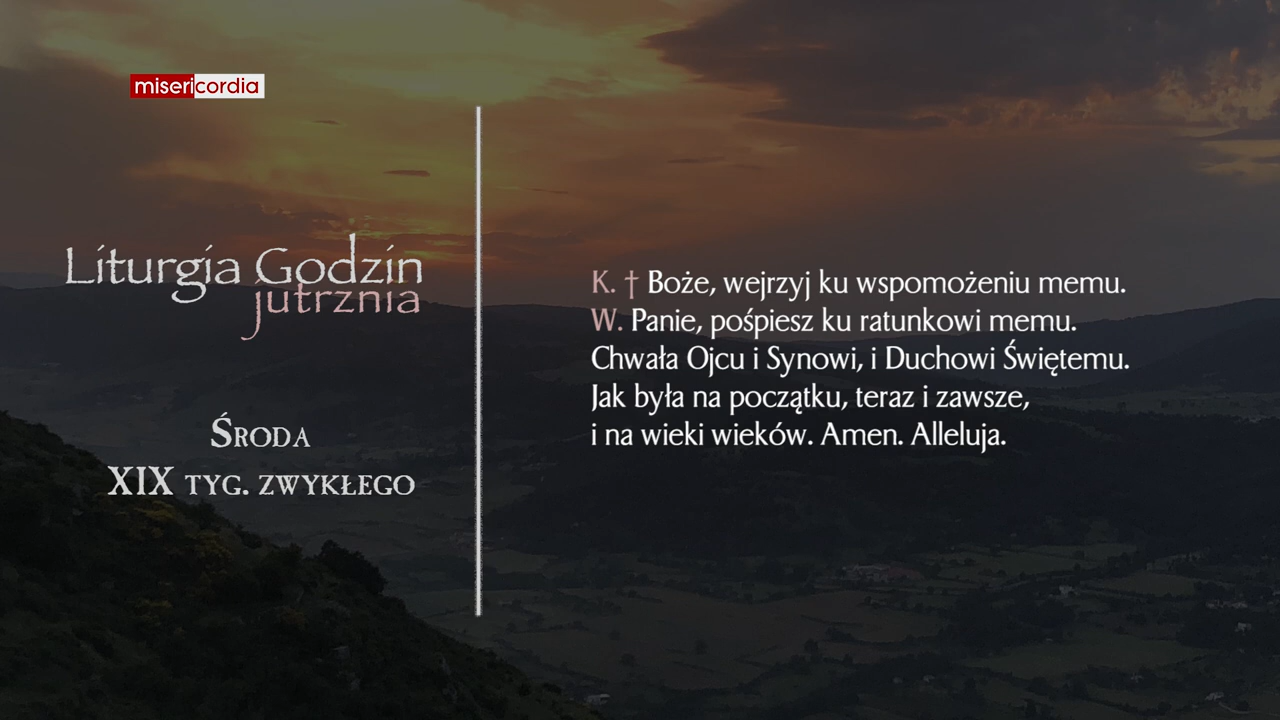 misericordia
Liturgia Godzin
jutrznia
Środa
XIX tyg. zwykłego
K. † Boże, wejrzyj ku wspomożeniu memu.
W. Panie, pośpiesz ku ratunkowi memu.
Chwała Ojcu i Synowi, i Duchowi Świętemu.
Jak była na początku, teraz i zawsze,
i na wieki wieków. Amen. Alleluja.